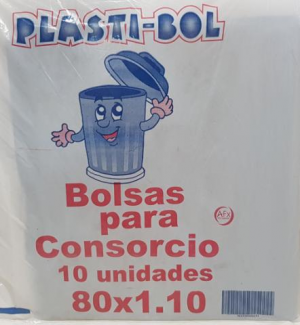 PLASTI-BOL
Bolsas
para
Consorcio
10 unidades
80x1.10